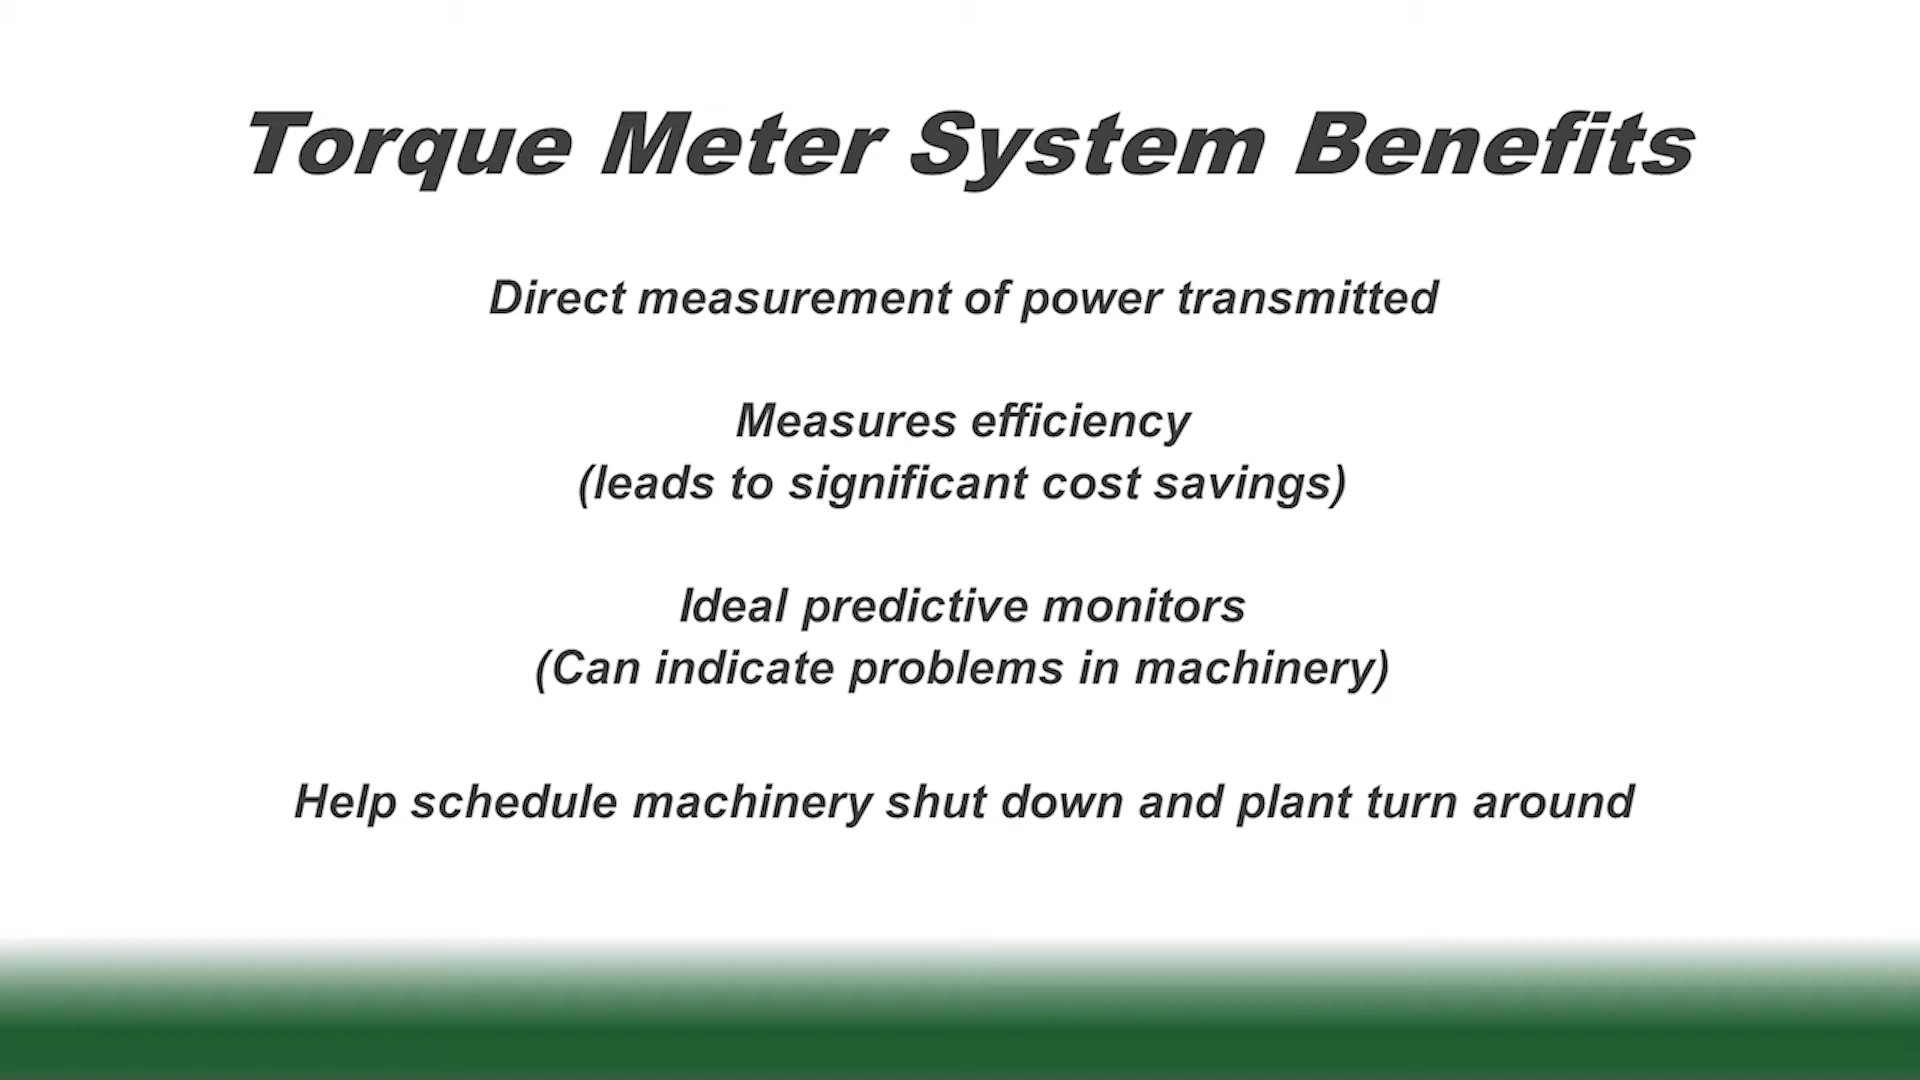 Torque Meter System Benefits
Direct measurement of power transmitted
Measures efficiency
(leads to significant cost savings)
Ideal predictive monitors
(Can indicate problems in machinery)
Help schedule machinery shut down and plant turn around